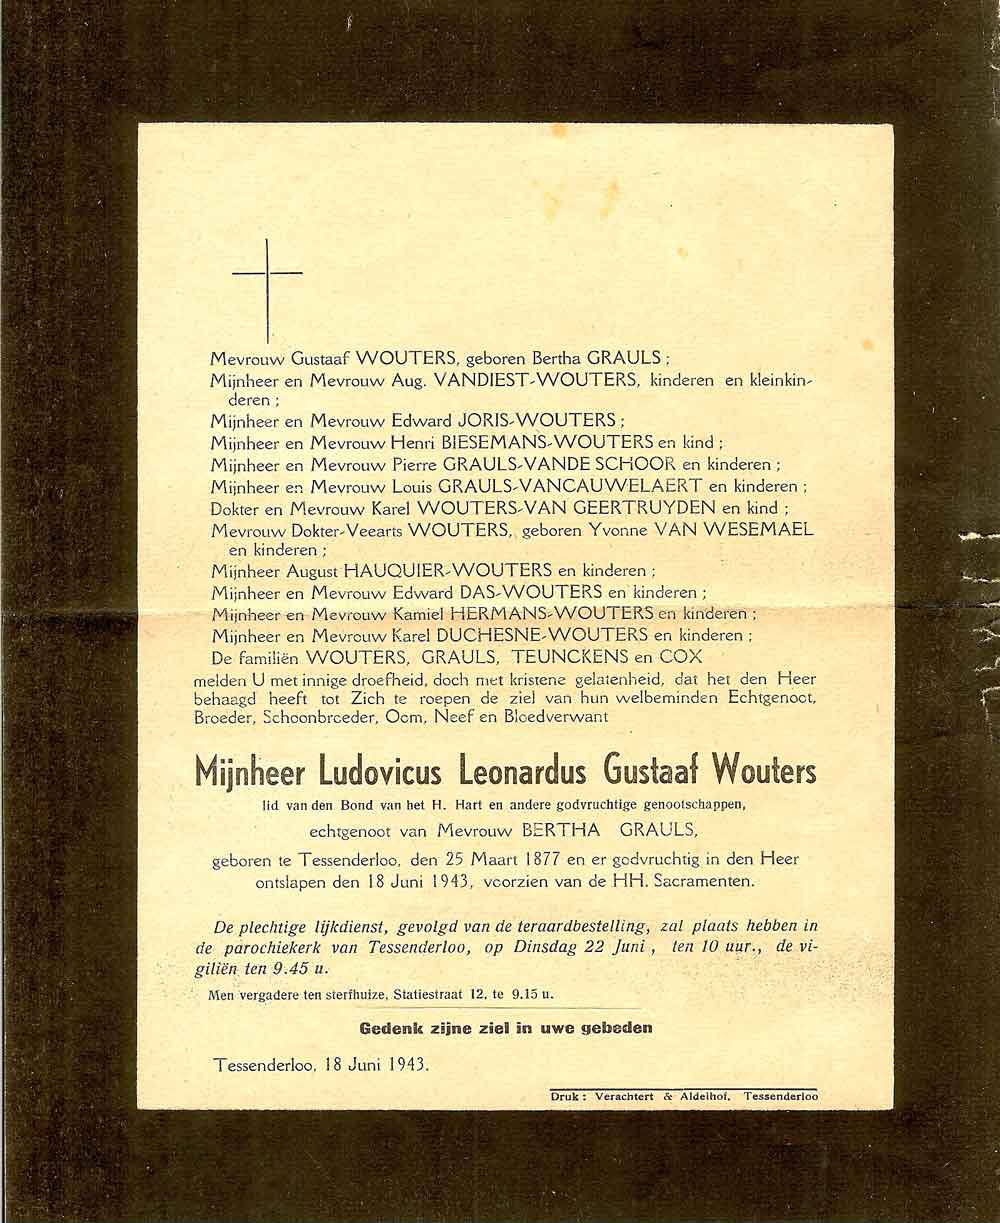 Mevrouw Gustaaf WOUTERS, geboren Bertha GRAULS ;
Mijnheer en Mevrouw Aug. VANDIEST-WOUTERS, kinderen en kleinkin-
deren ;
Mijnheer en Mevrouw Edward JORIS-WOUTERS ;
Mijnheer en Mevrouw Henri BIESEMANS-WOUTERS en kind ;
Mijnheer en Mevrouw Pierre GRAULS-VANDE SCHOOR en kinderen ;
Mijnheer en Mevrouw Louis GRAULS-VANCAUWELAERT en kinderen ;
Dokter en Mevrouw Karel WOUTERS-VAN GEERTRUYDEN en kind ;
Mevrouw Dokter-Veearts WOUTERS, geboren Yvonne VAN WESEMAEL
en kinderen ;
Mijnheer August HAUQUIER-WOUTERS en kinderen ;
Mijnheer en Mevrouw Edward DAS-WOUTERS en kinderen ;
Mijnheer en Mevrouw Kamiel HERMANS-WOUTERS en kinderen ;
Mijnheer en Mevrouw Karel DUCHESNE-WOUTERS en kinderen ;
De familiën WOUTERS, GRAULS, TEUNCKENS en COX
melden U met innige droefheid, doch met kristene gelatenheid, dat het den Heer
behaagd heeft tot Zich te roepen de ziel van hun welbeminden Echtgenoot,
Broeder, Schoonbroeder, Oom, Neef en Bloedverwant
Mijnheer Ludovicus Leonardus Gustaaf Wouters
lid van den Bond van het H. Hart en andere godvruchtige genootschappen,
echtgenoot van Mevrouw BERTHA GRAULS,
geboren te Tessenderloo, den 25 Maart 1877 en er godvruchtig in den Heer
ontslapen den 18 Juni 1943, voorzien van de HH. Sacramenten.
De plechtige lijkdienst, gevolgd van de teraardbestelling, zal plaats hebben in
de parochiekerk van Tessenderloo, op Dinsdag 22 Juni , ten 10 uur., de vi-
giliën ten 9.45 u.
Men vergadere ten sterfhuize, Statiestraat 12, te 9.15 u.
Gedenk zijne ziel in uwe gebeden
Tessenderloo, 18 Juni 1943.
Druk : Verachtert & Aldelhof, Tessenderloo